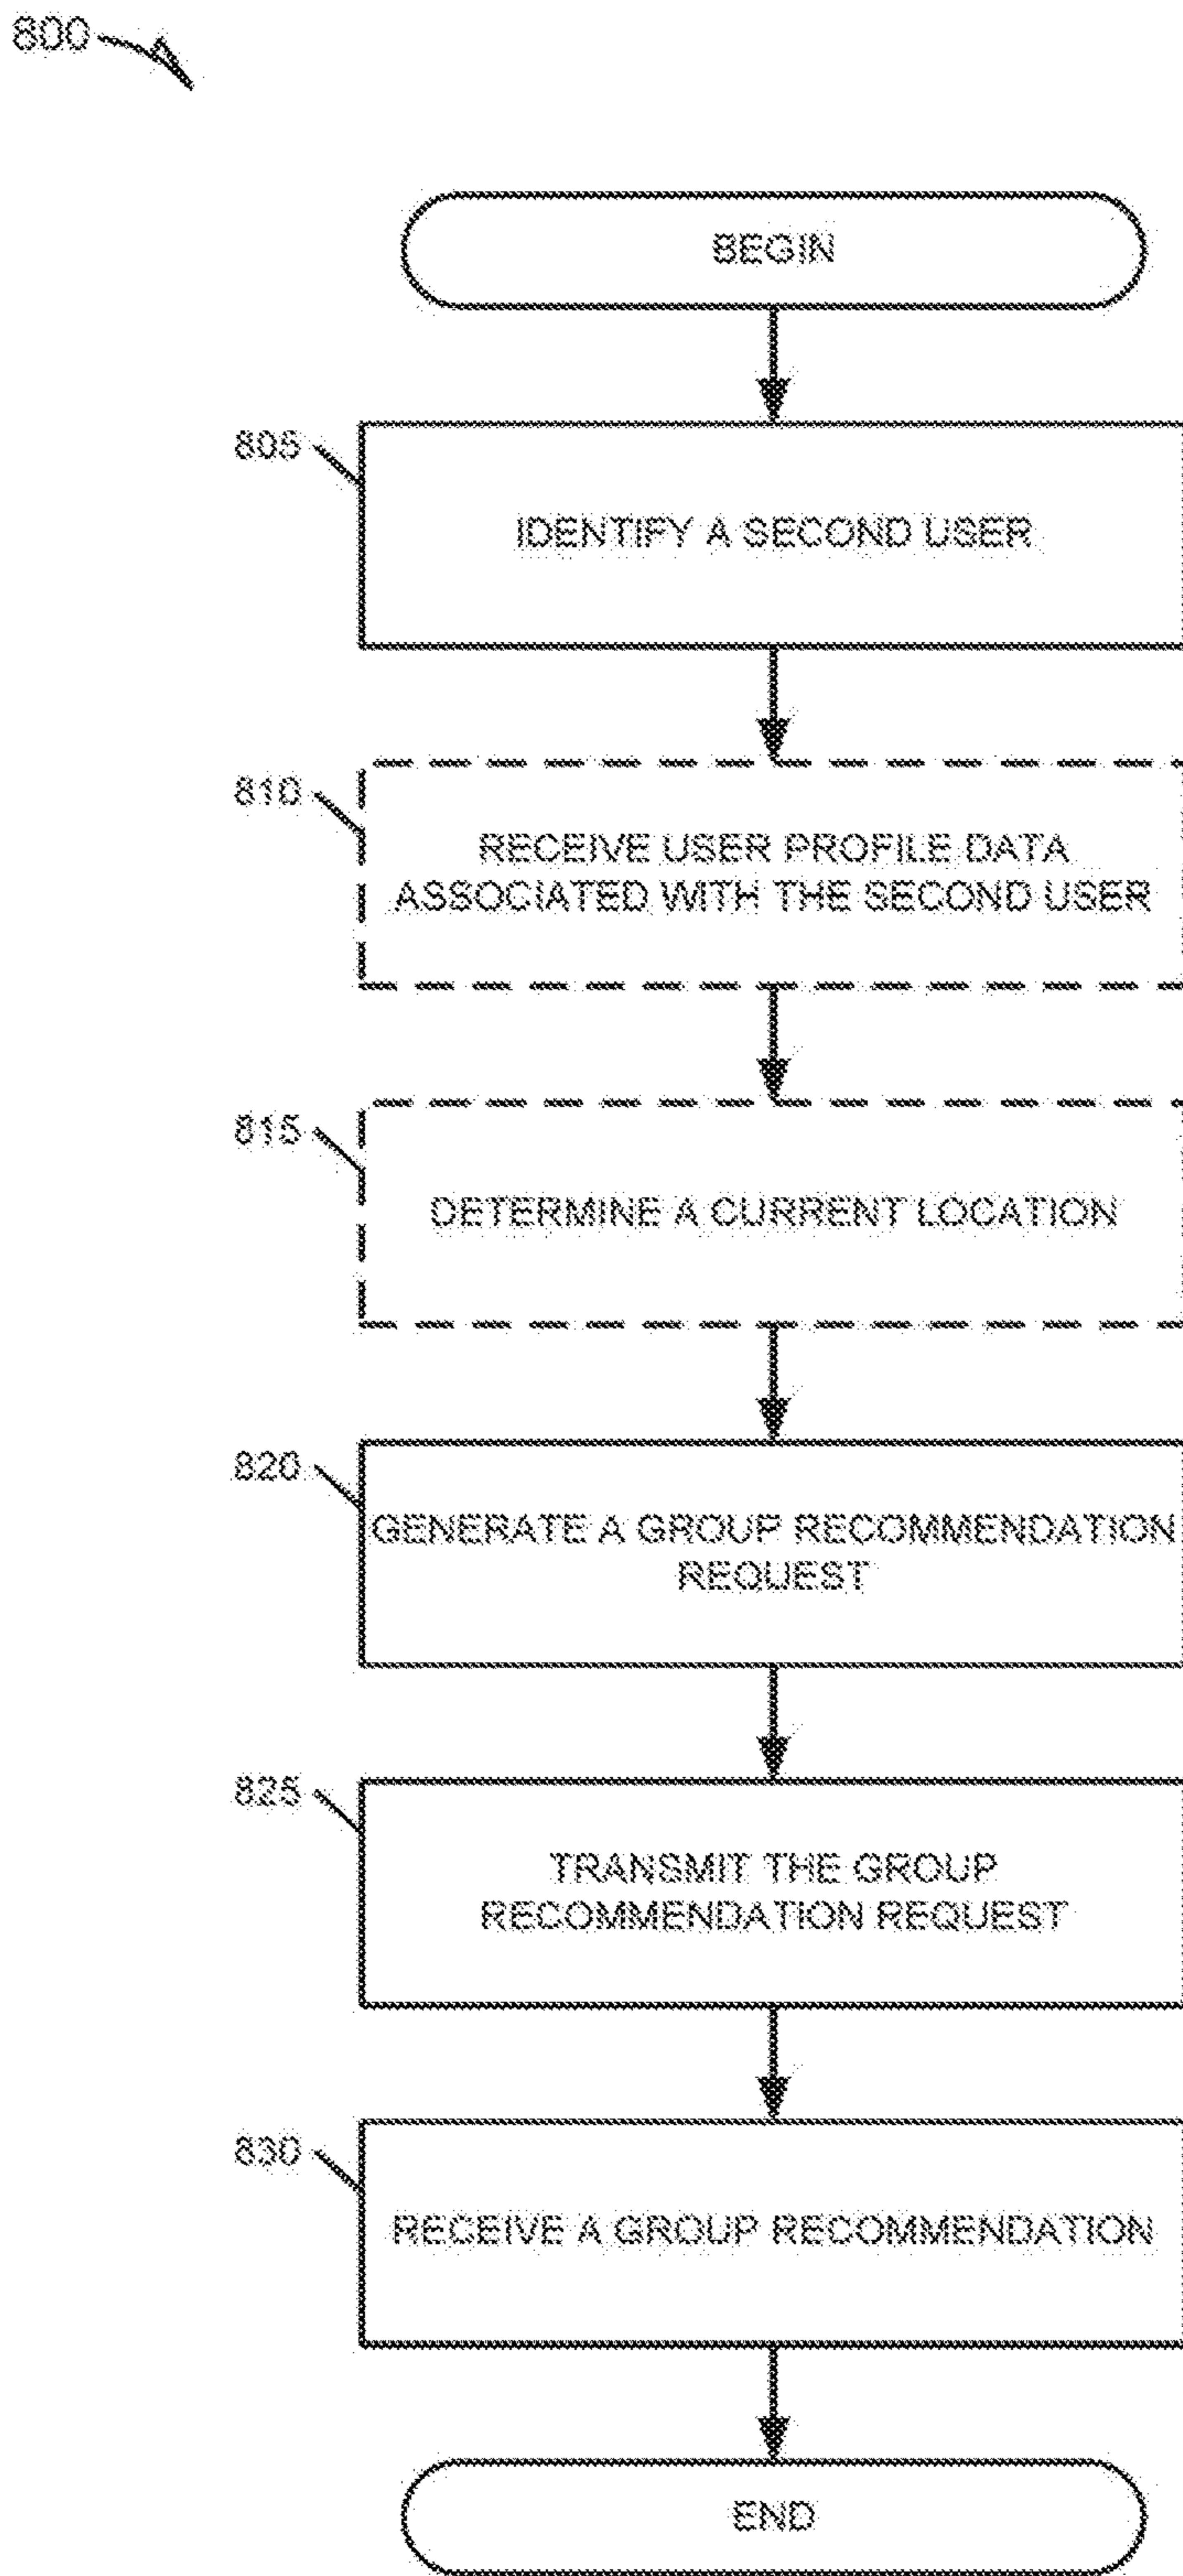 800
BEGIN
805
IDENTIFY A SECOND USER
810
RECEIVE USER PROFILE DATA
ASSOCIATED WITH THE SECOND USER
815
DETERMINE A CURRENT LOCATION
820
GENERATE A GROUP RECOMMENDATION
REQUEST
825
TRANSMIT THE GROUP
RECOMMENDATION REQUEST
830
RECEIVE A GROUP RECOMMENDATION
END